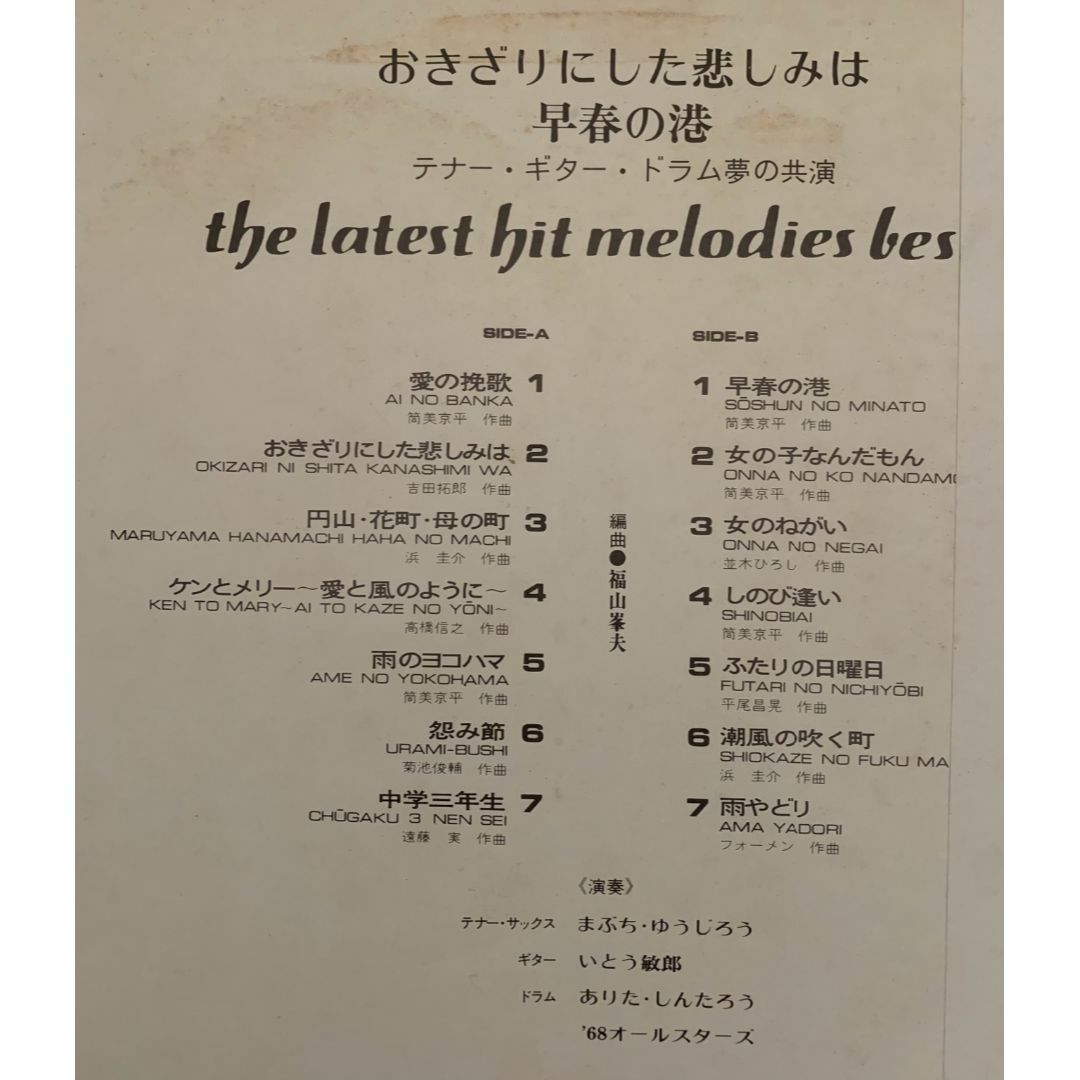 おきざりにした悲しみは
早春の港
テナー・ギター・ドラム夢の共演
the latest hit melodies bes
SIDE-A
愛の挽歌 1
AI NO BANKA
筒美京平 作曲
おきざりにした悲しみは 2
OKIZARI NI SHITA KANASHIMI WA
吉田拓郎 作曲
円山・花町・母の町 3
MARUYAMA HANAMACHI HAHA NO MACHI
浜 圭介 作曲
ケンとメリー～愛と風のように～ 4
KEN TO MARY~AI TO KAZE NO YŌNI~
高橋信之 作曲
雨のヨコハマ 5
AME NO YOKOHAMA
筒美京平 作曲
怨み節 6
URAMI-BUSHI
菊池俊輔 作曲
中学三年生 7
CHŪGAKU 3 NEN SEI
遠藤 実 作曲
編曲●福山峯夫
SIDE-B
1 早春の港
SŌSHUN NO MINATO
筒美京平 作曲
2 女の子なんだもん
ONNA NO KO NANDAMO
筒美京平 作曲
3 女のねがい
ONNA NO NEGAI
並木ひろし 作曲
4 しのび逢い
SHINOBIAI
筒美京平 作曲
5 ふたりの日曜日
FUTARI NO NICHIYŌBI
平尾昌晃 作曲
6 潮風の吹く町
SHIOKAZE NO FUKU MA
浜 圭介 作曲
7 雨やどり
AMA YADORI
フォーメン 作曲
《演奏》
テナー・サックス まぶち・ゆうじろう
ギター いとう敏郎
ドラム ありた・しんたろう
'68オールスターズ